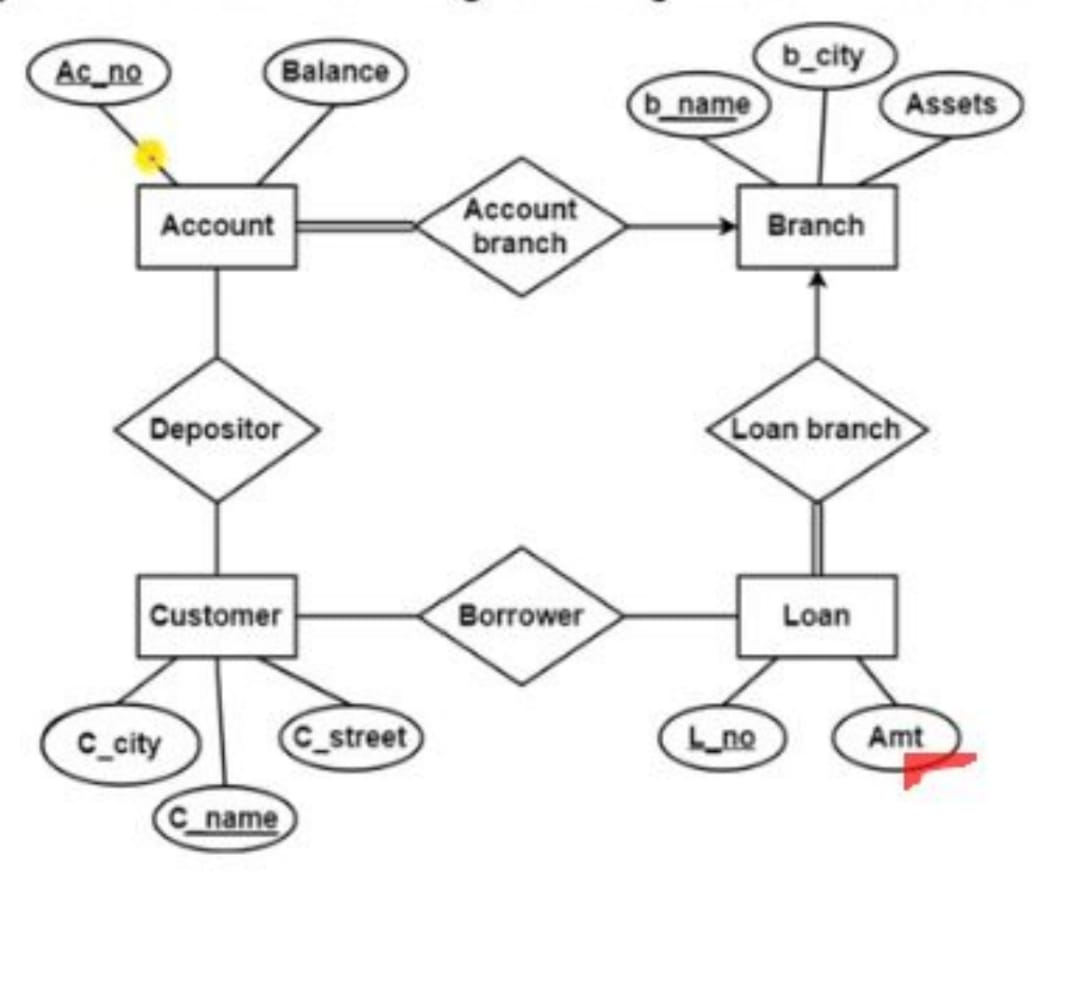 Ac_no
Balance
b_name
b_city
Assets
Account
Account
branch
Branch
Depositor
Loan branch
Customer
Borrower
Loan
C_city
C_name
C_street
L_no
Amt